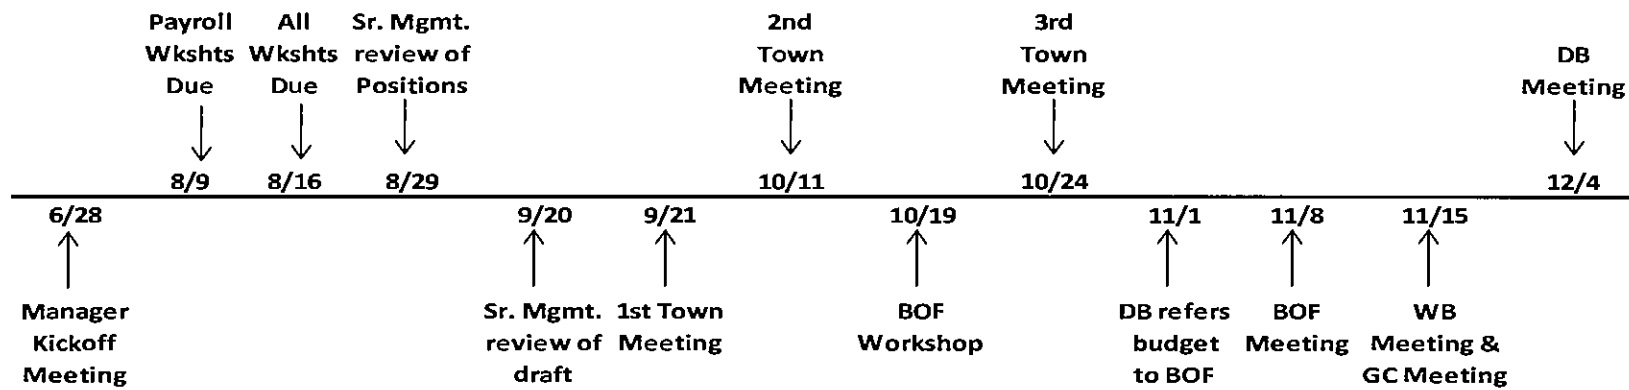 Payroll
Wkshts
Due
All
Wkshts
Due
Sr. Mgmt.
review of
Positions
2nd
Town
Meeting
3rd
Town
Meeting
DB
Meeting
8/9
8/16
8/29
10/11
10/24
12/4
6/28
9/20
9/21
10/19
11/1
11/8
11/15
Manager
Kickoff
Meeting
Sr. Mgmt.
review of
draft
1st Town
Meeting
BOF
Workshop
DB refers
budget
to BOF
BOF
Meeting
WB
Meeting &
GC Meeting